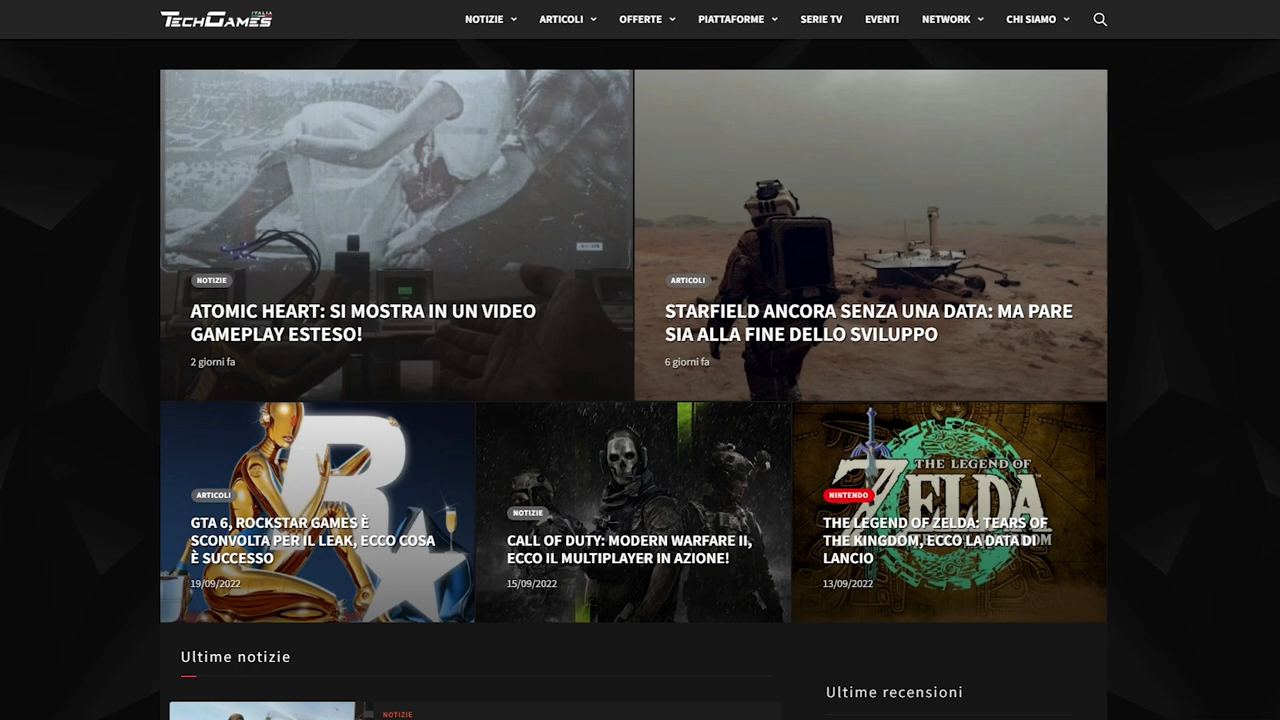 TECHGAMES ITALIA
NOTIZIE ARTICOLI OFFERTE PIATTAFORME SERIE TV EVENTI NETWORK CHI SIAMO
NOTIZIE
ATOMIC HEART: SI MOSTRA IN UN VIDEO
GAMEPLAY ESTESO!
2 giorni fa
ARTICOLI
STARFIELD ANCORA SENZA UNA DATA: MA PARE
SIA ALLA FINE DELLO SVILUPPO
6 giorni fa
ARTICOLI
GTA 6, ROCKSTAR GAMES È
SCONVOLTA PER IL LEAK, ECCO COSA
È SUCCESSO
19/09/2022
NOTIZIE
CALL OF DUTY: MODERN WARFARE II,
ECCO IL MULTIPLAYER IN AZIONE!
15/09/2022
THE LEGEND OF
ZELDA
NINTENDO
THE LEGEND OF ZELDA: TEARS OF
THE KINGDOM, ECCO LA DATA DI
LANCIO
13/09/2022
Ultime notizie
Ultime recensioni
NOTIZIE